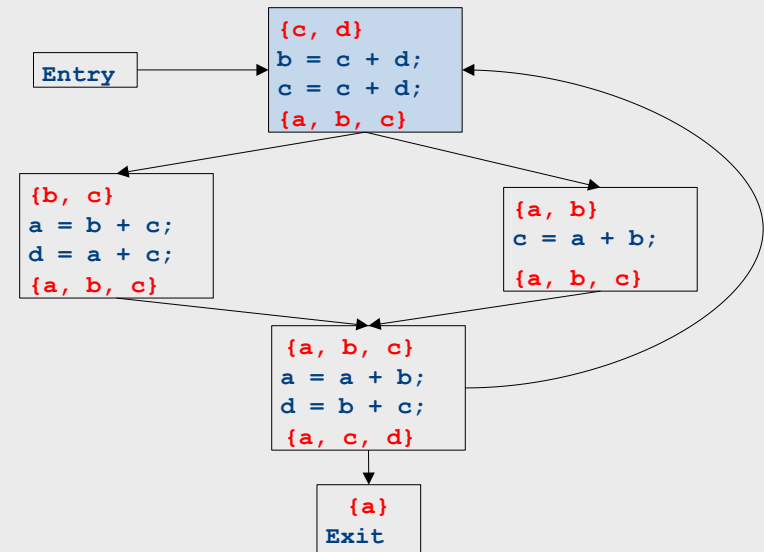 Entry
{c, d}
b = c + d;
c = c + d;
{a, b, c}
{b, c}
a = b + c;
d = a + c;
{a, b, c}
{a, b}
c = a + b;
{a, b, c}
{a, b, c}
a = a + b;
d = b + c;
{a, c, d}
{a}
Exit